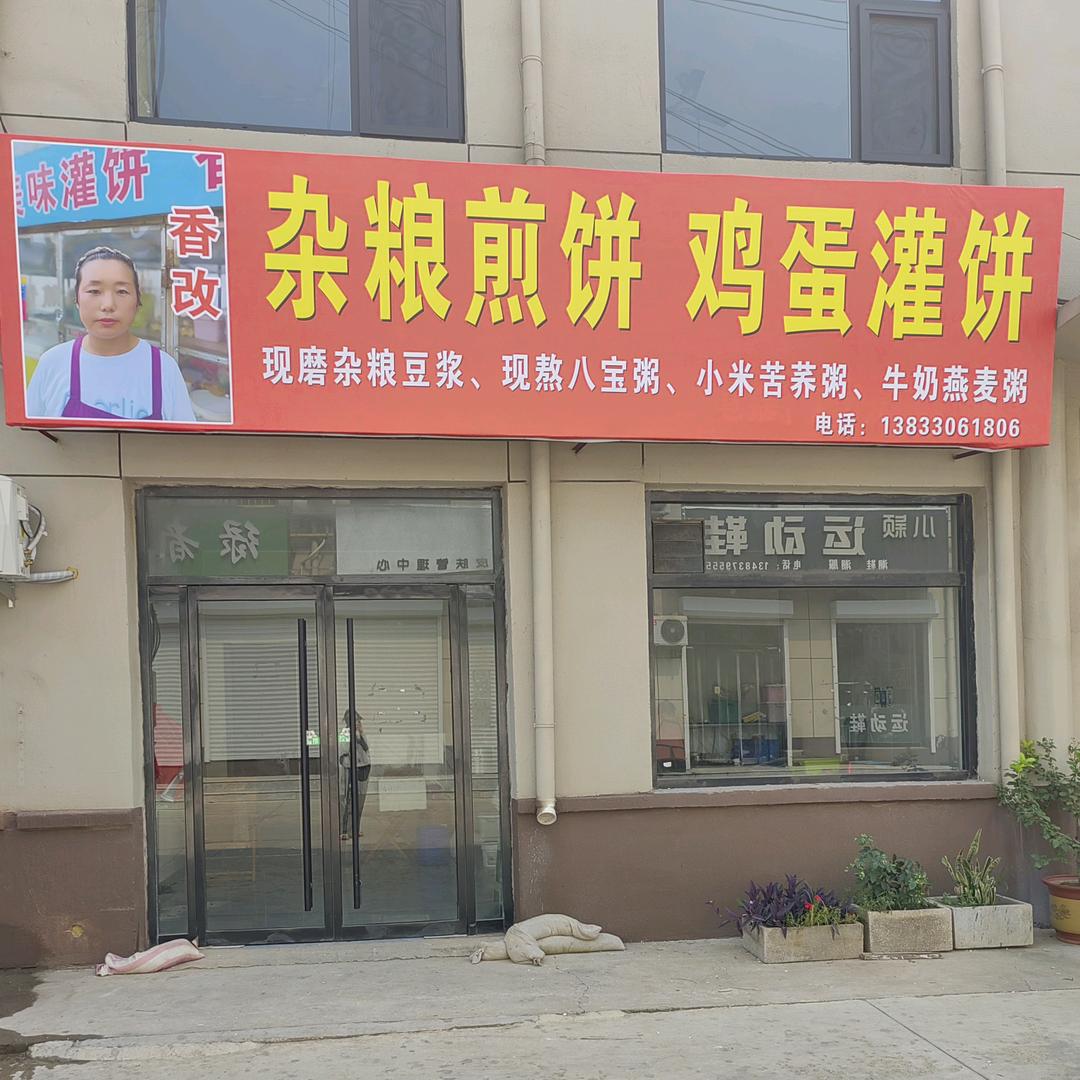 味灌饼
香改
杂粮煎饼 鸡蛋灌饼
现磨杂粮豆浆、现熬八宝粥、小米苦荞粥、牛奶燕麦粥
电话：13833061806
小颖 运动鞋
运动鞋